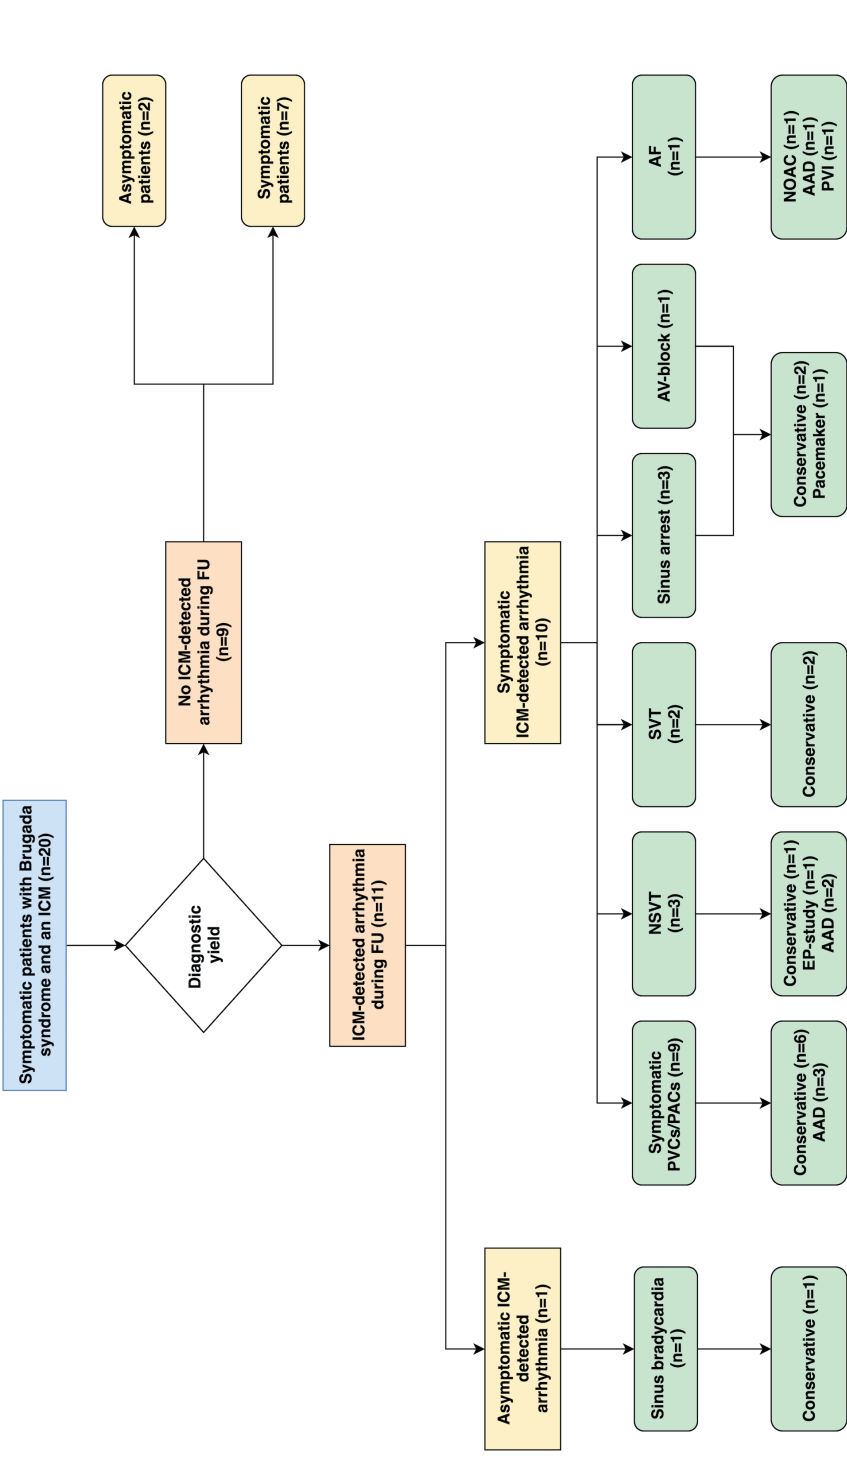 Symptomatic patients with Brugada
syndrome and an ICM (n=20)
Diagnostic
yield
No ICM-detected
arrhythmia during FU
(n=9)
Asymptomatic
patients (n=2)
Symptomatic
patients (n=7)
ICM-detected arrhythmia
during FU (n=11)
Asymptomatic ICM-
detected
arrhythmia (n=1)
Symptomatic
ICM-detected arrhythmia
(n=10)
Sinus bradycardia
(n=1)
Symptomatic
PVCs/PACs (n=9)
NSVT
(n=3)
SVT
(n=2)
Sinus arrest (n=3)
AV-block (n=1)
AF
(n=1)
Conservative (n=1)
Conservative (n=6)
AAD (n=3)
Conservative (n=1)
EP-study (n=1)
AAD (n=2)
Conservative (n=2)
Conservative (n=2)
Pacemaker (n=1)
NOAC (n=1)
AAD (n=1)
PVI (n=1)